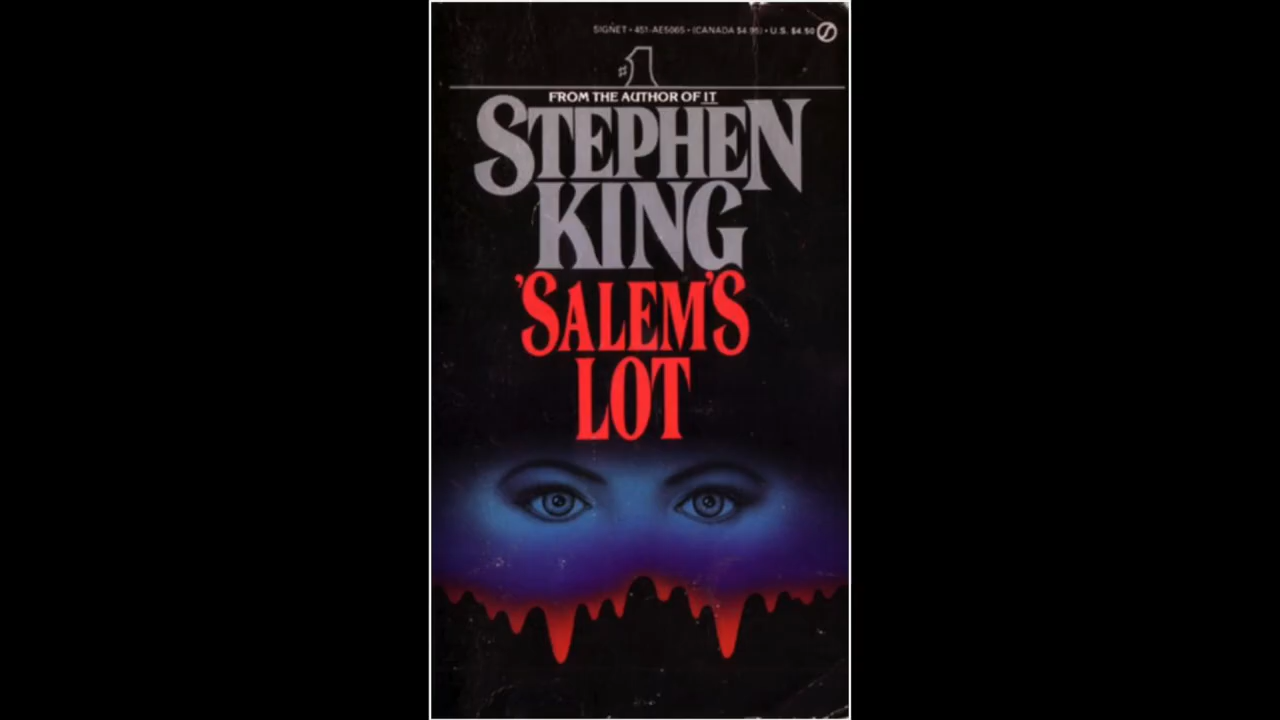 SIGNET • 451-AE5065 • (CANADA $4.95) • U.S. $4.50
#1
FROM THE AUTHOR OF IT
STEPHEN
KING
'SALEM'S
LOT